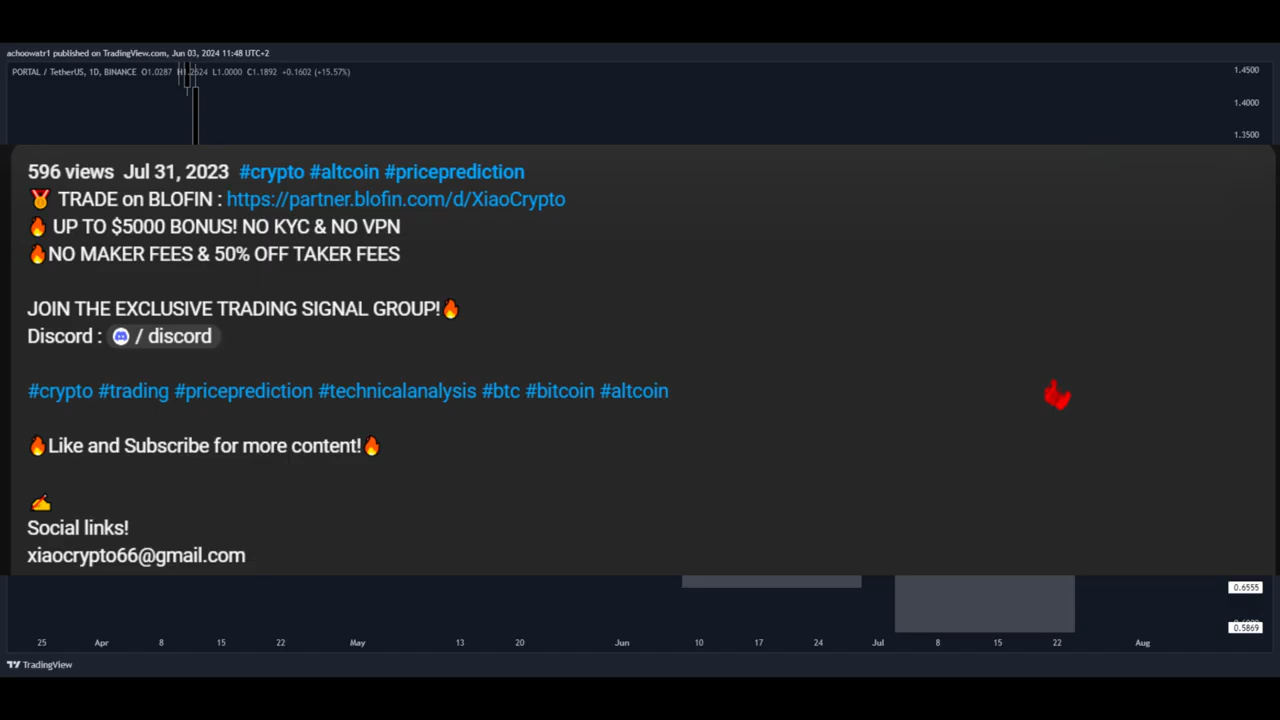 achoowatr1 published on TradingView.com, Jun 03, 2024 11:48 UTC+2
PORTAL / TetherUS, 1D, BINANCE O1.0287 H1.2624 L1.0000 C1.1892 +0.1602 (+15.57%)
1.4500
1.4000
1.3500
596 views Jul 31, 2023 #crypto #altcoin #priceprediction
🏅 TRADE on BLOFIN : https://partner.blofin.com/d/XiaoCrypto
🔥 UP TO $5000 BONUS! NO KYC & NO VPN
🔥NO MAKER FEES & 50% OFF TAKER FEES
JOIN THE EXCLUSIVE TRADING SIGNAL GROUP!🔥
Discord : / discord
#crypto #trading #priceprediction #technicalanalysis #btc #bitcoin #altcoin
🔥Like and Subscribe for more content!🔥
✍
Social links!
xiaocrypto66@gmail.com
0.6555
0.5869
25 Apr 8 15 22 May 13 20 Jun 10 17 24 Jul 8 15 22 Aug
TradingView